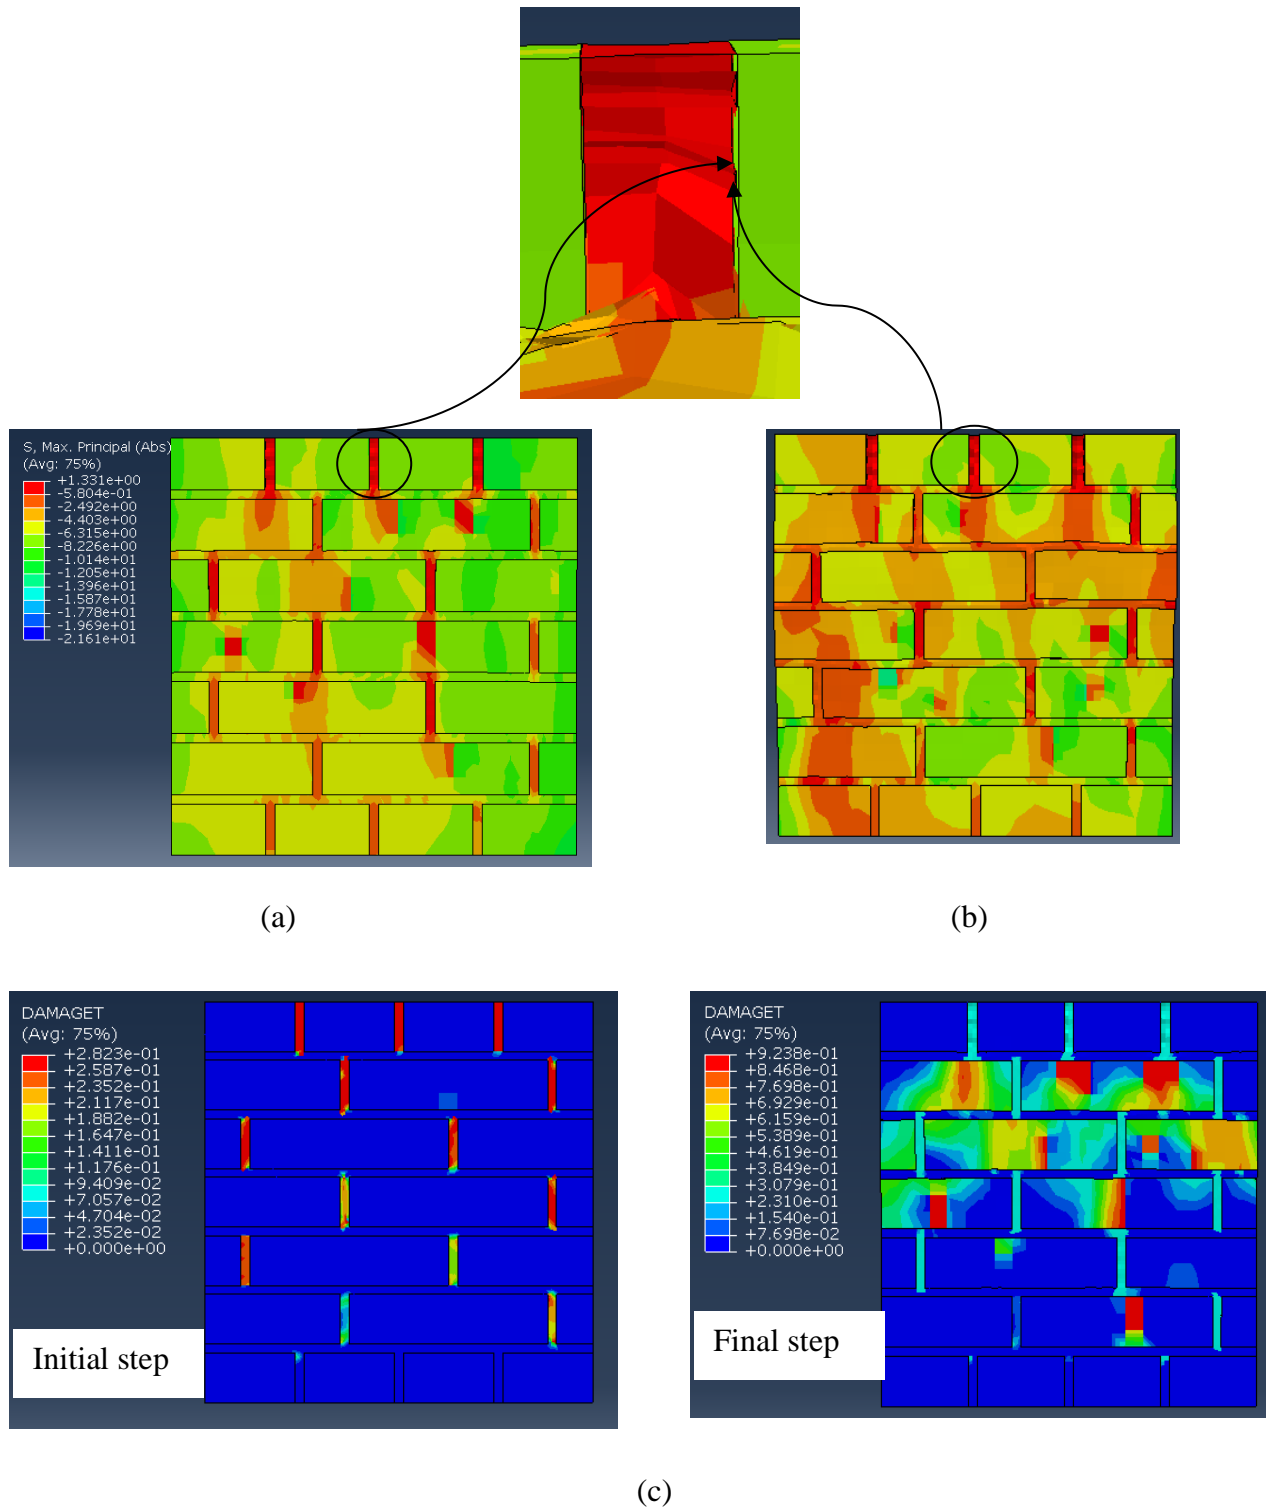 S, Max. Principal (Abs)
(Avg: 75%)
+1.331e+00
-5.804e-01
-2.492e+00
-4.403e+00
-6.315e+00
-8.226e+00
-1.014e+01
-1.205e+01
-1.396e+01
-1.587e+01
-1.778e+01
-1.969e+01
-2.161e+01
(a)
(b)
DAMAGET
(Avg: 75%)
+2.823e-01
+2.587e-01
+2.352e-01
+2.117e-01
+1.882e-01
+1.647e-01
+1.411e-01
+1.176e-01
+9.409e-02
+7.057e-02
+4.704e-02
+2.352e-02
+0.000e+00
Initial step
DAMAGET
(Avg: 75%)
+9.238e-01
+8.468e-01
+7.698e-01
+6.929e-01
+6.159e-01
+5.389e-01
+4.619e-01
+3.849e-01
+3.079e-01
+2.310e-01
+1.540e-01
+7.698e-02
+0.000e+00
Final step
(c)